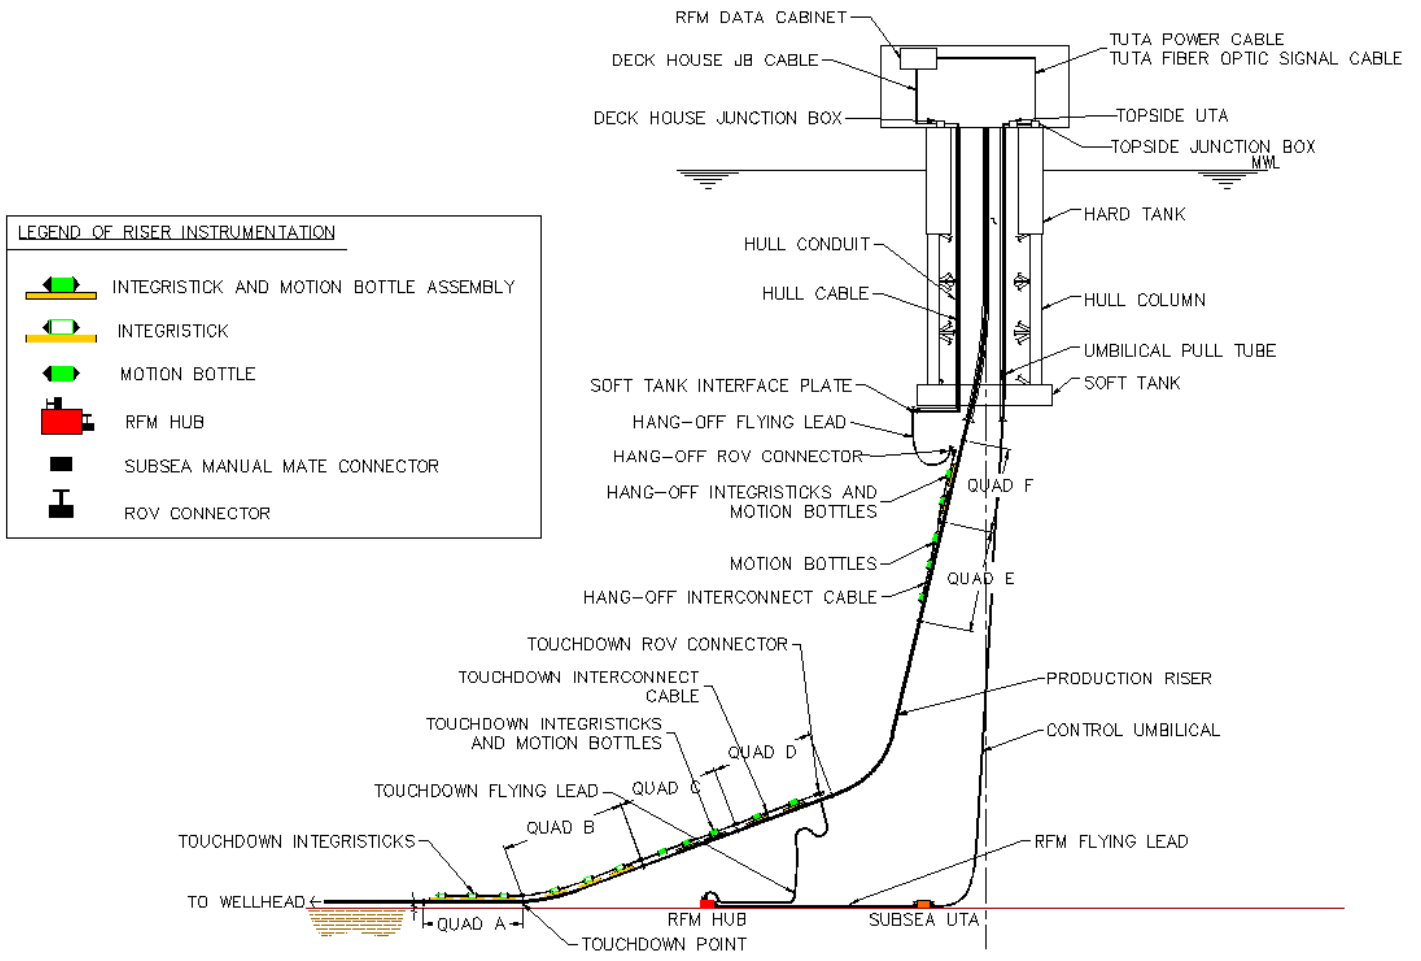 RFM DATA CABINET
TUTA POWER CABLE
TUTA FIBER OPTIC SIGNAL CABLE
DECK HOUSE JB CABLE
DECK HOUSE JUNCTION BOX
TOPSIDE UTA
TOPSIDE JUNCTION BOX
MWL
HARD TANK
LEGEND OF RISER INSTRUMENTATION
INTEGRISTICK AND MOTION BOTTLE ASSEMBLY
INTEGRISTICK
MOTION BOTTLE
RFM HUB
SUBSEA MANUAL MATE CONNECTOR
ROV CONNECTOR
HULL CONDUIT
HULL CABLE
HULL COLUMN
UMBILICAL PULL TUBE
SOFT TANK INTERFACE PLATE
SOFT TANK
HANG-OFF FLYING LEAD
HANG-OFF ROV CONNECTOR
HANG-OFF INTEGRISTICKS AND
MOTION BOTTLES
QUAD F
MOTION BOTTLES
QUAD E
HANG-OFF INTERCONNECT CABLE
TOUCHDOWN ROV CONNECTOR
TOUCHDOWN INTERCONNECT
CABLE
PRODUCTION RISER
TOUCHDOWN INTEGRISTICKS
AND MOTION BOTTLES
CONTROL UMBILICAL
QUAD D
QUAD C
TOUCHDOWN FLYING LEAD
QUAD B
TOUCHDOWN INTEGRISTICKS
RFM FLYING LEAD
TO WELLHEAD
QUAD A
RFM HUB
SUBSEA UTA
TOUCHDOWN POINT